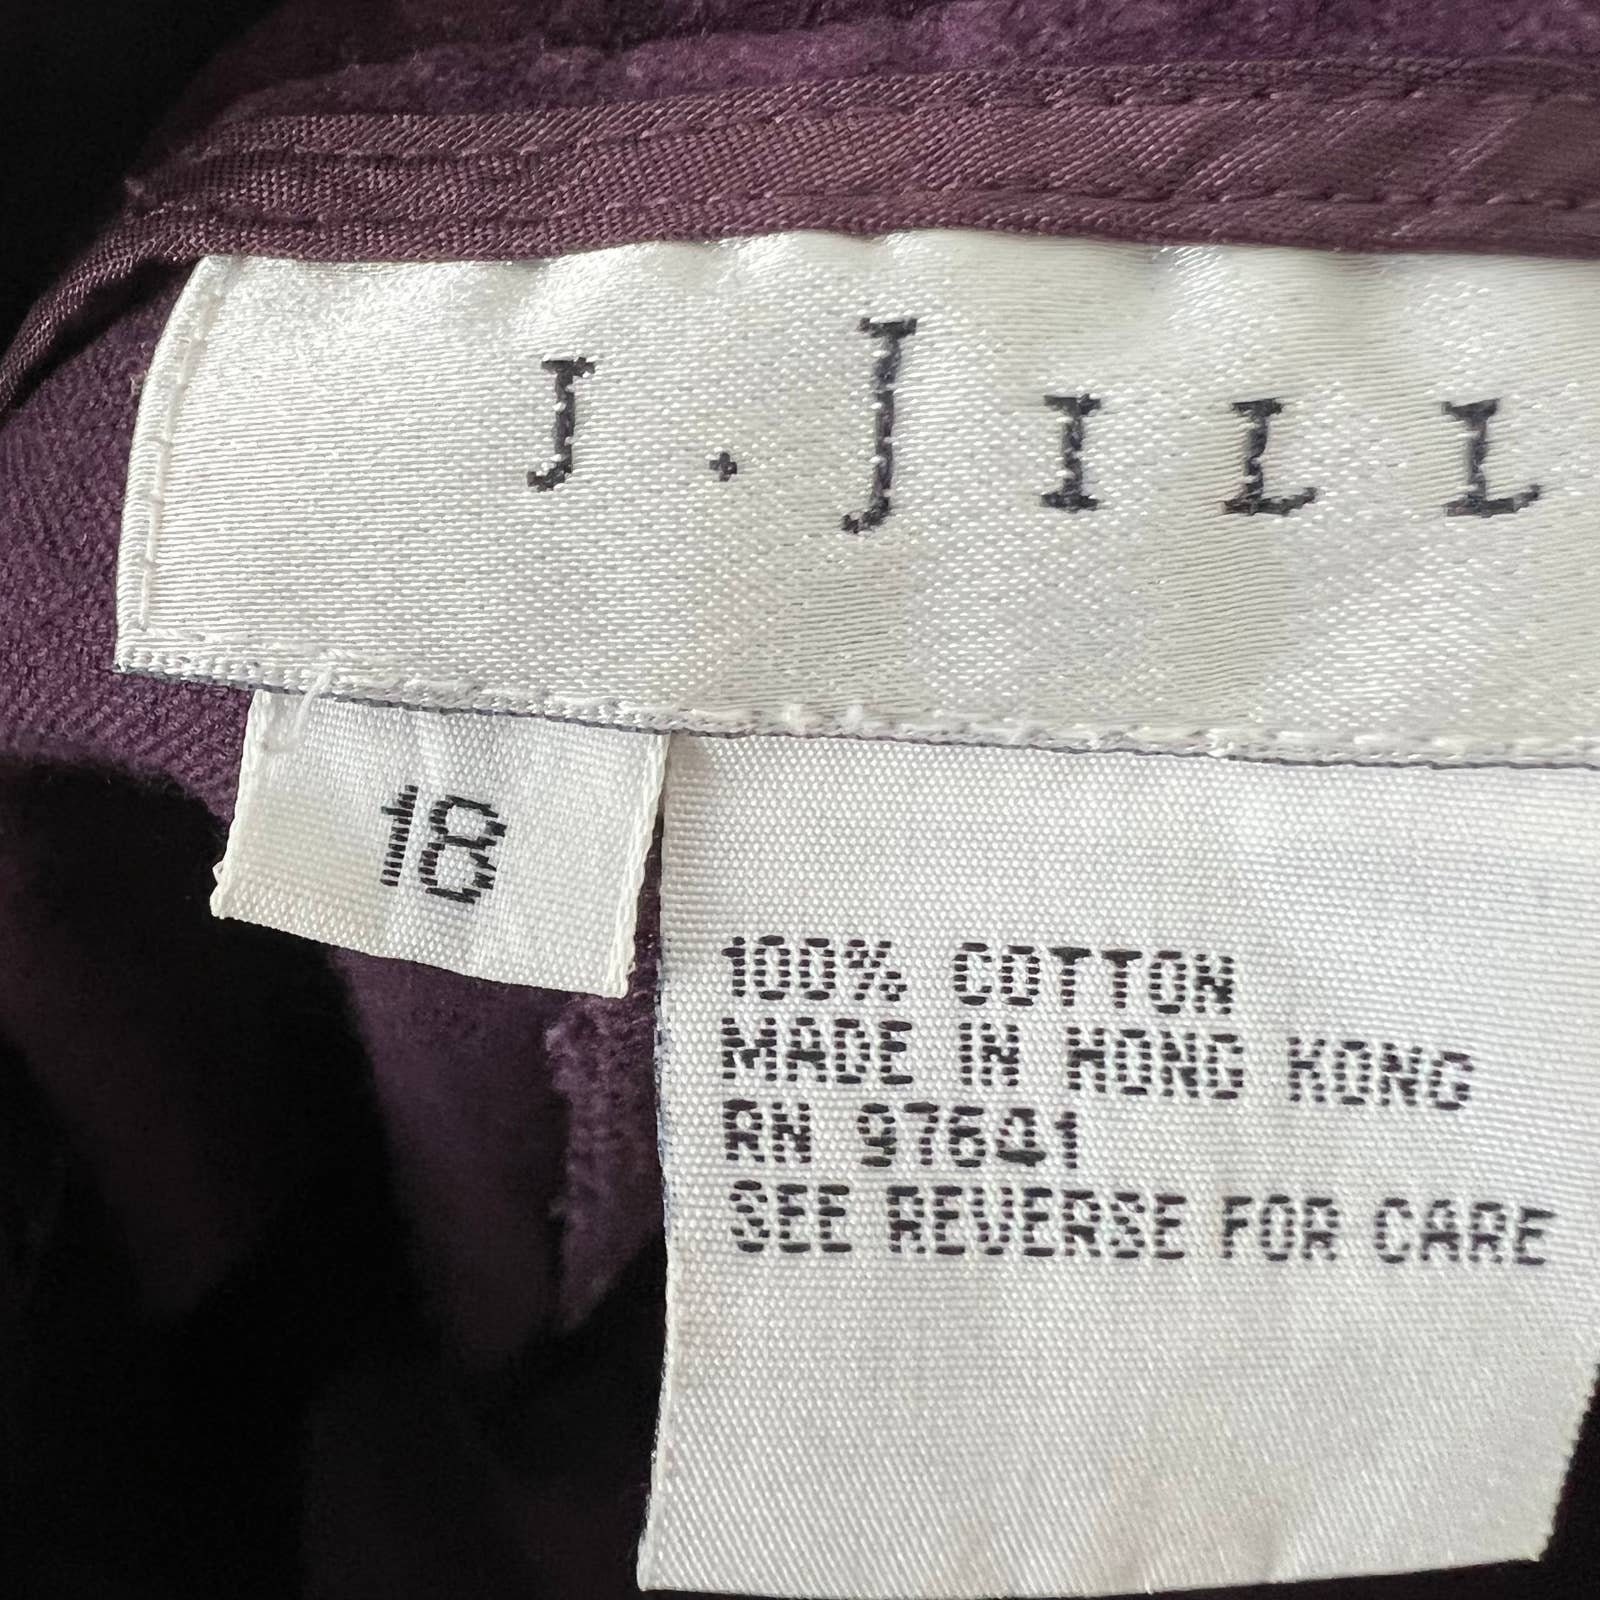 J. JILL
18
100% COTTON
MADE IN HONG KONG
RN 97641
SEE REVERSE FOR CARE